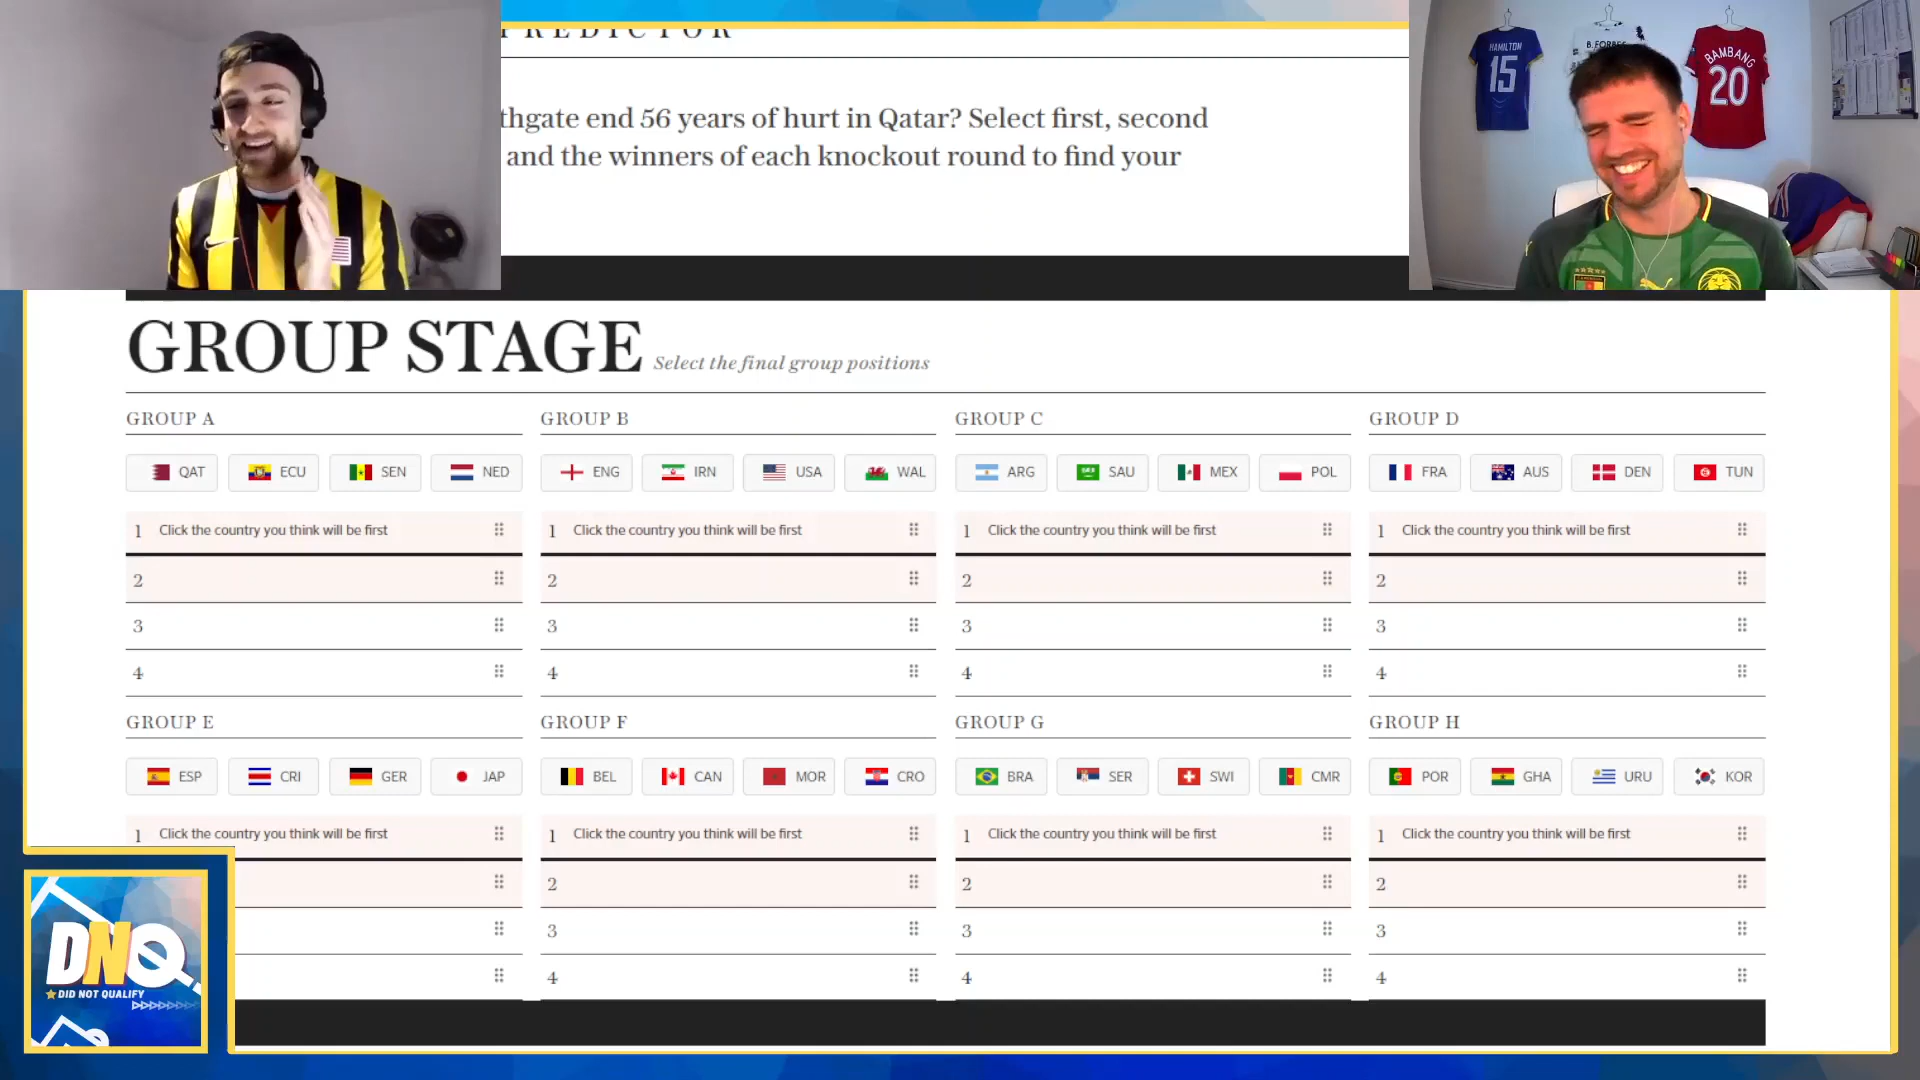 PREDICTOR
thgate end 56 years of hurt in Qatar? Select first, second
and the winners of each knockout round to find your
HAMILTON
15
B. FORBES
BAMBANG
20
GROUP STAGE Select the final group positions
GROUP A
QAT ECU SEN NED
1 Click the country you think will be first
2
3
4
GROUP B
ENG IRN USA WAL
1 Click the country you think will be first
2
3
4
GROUP C
ARG SAU MEX POL
1 Click the country you think will be first
2
3
4
GROUP D
FRA AUS DEN TUN
1 Click the country you think will be first
2
3
4
GROUP E
ESP CRI GER JAP
1 Click the country you think will be first
GROUP F
BEL CAN MOR CRO
1 Click the country you think will be first
2
3
4
GROUP G
BRA SER SWI CMR
1 Click the country you think will be first
2
3
4
GROUP H
POR GHA URU KOR
1 Click the country you think will be first
2
3
4
DNQ
DID NOT QUALIFY